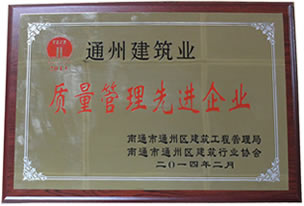 通州建筑业
质量管理先进企业
南通市通州区建筑工程管理局
南通市通州区建筑行业协会
二〇一四年二月